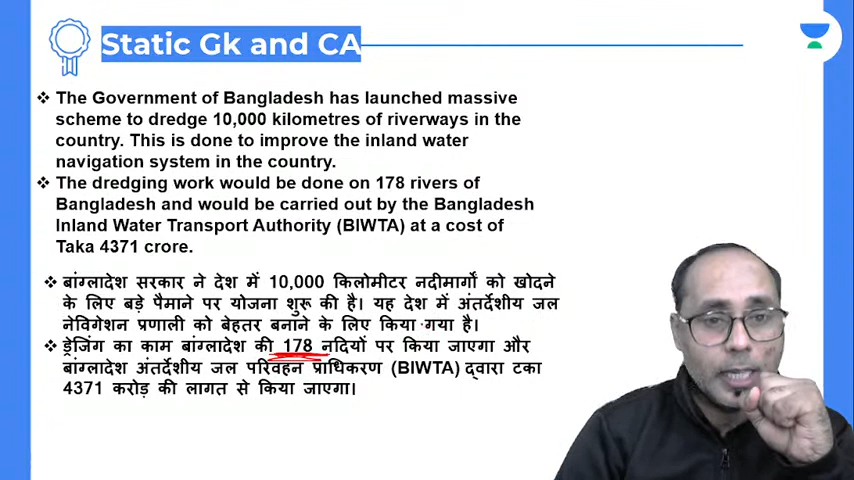 Static Gk and CA
❖ The Government of Bangladesh has launched massive
scheme to dredge 10,000 kilometres of riverways in the
country. This is done to improve the inland water
navigation system in the country.
❖ The dredging work would be done on 178 rivers of
Bangladesh and would be carried out by the Bangladesh
Inland Water Transport Authority (BIWTA) at a cost of
Taka 4371 crore.
❖ बांग्लादेश सरकार ने देश में 10,000 किलोमीटर नदीमार्गों को खोदने
के लिए बड़े पैमाने पर योजना शुरू की है। यह देश में अंतर्देशीय जल
नेविगेशन प्रणाली को बेहतर बनाने के लिए किया गया है।
❖ ड्रेजिंग का काम बांग्लादेश की 178 नदियों पर किया जाएगा और
बांग्लादेश अंतर्देशीय जल परिवहन प्राधिकरण (BIWTA) द्वारा टका
4371 करोड़ की लागत से किया जाएगा।